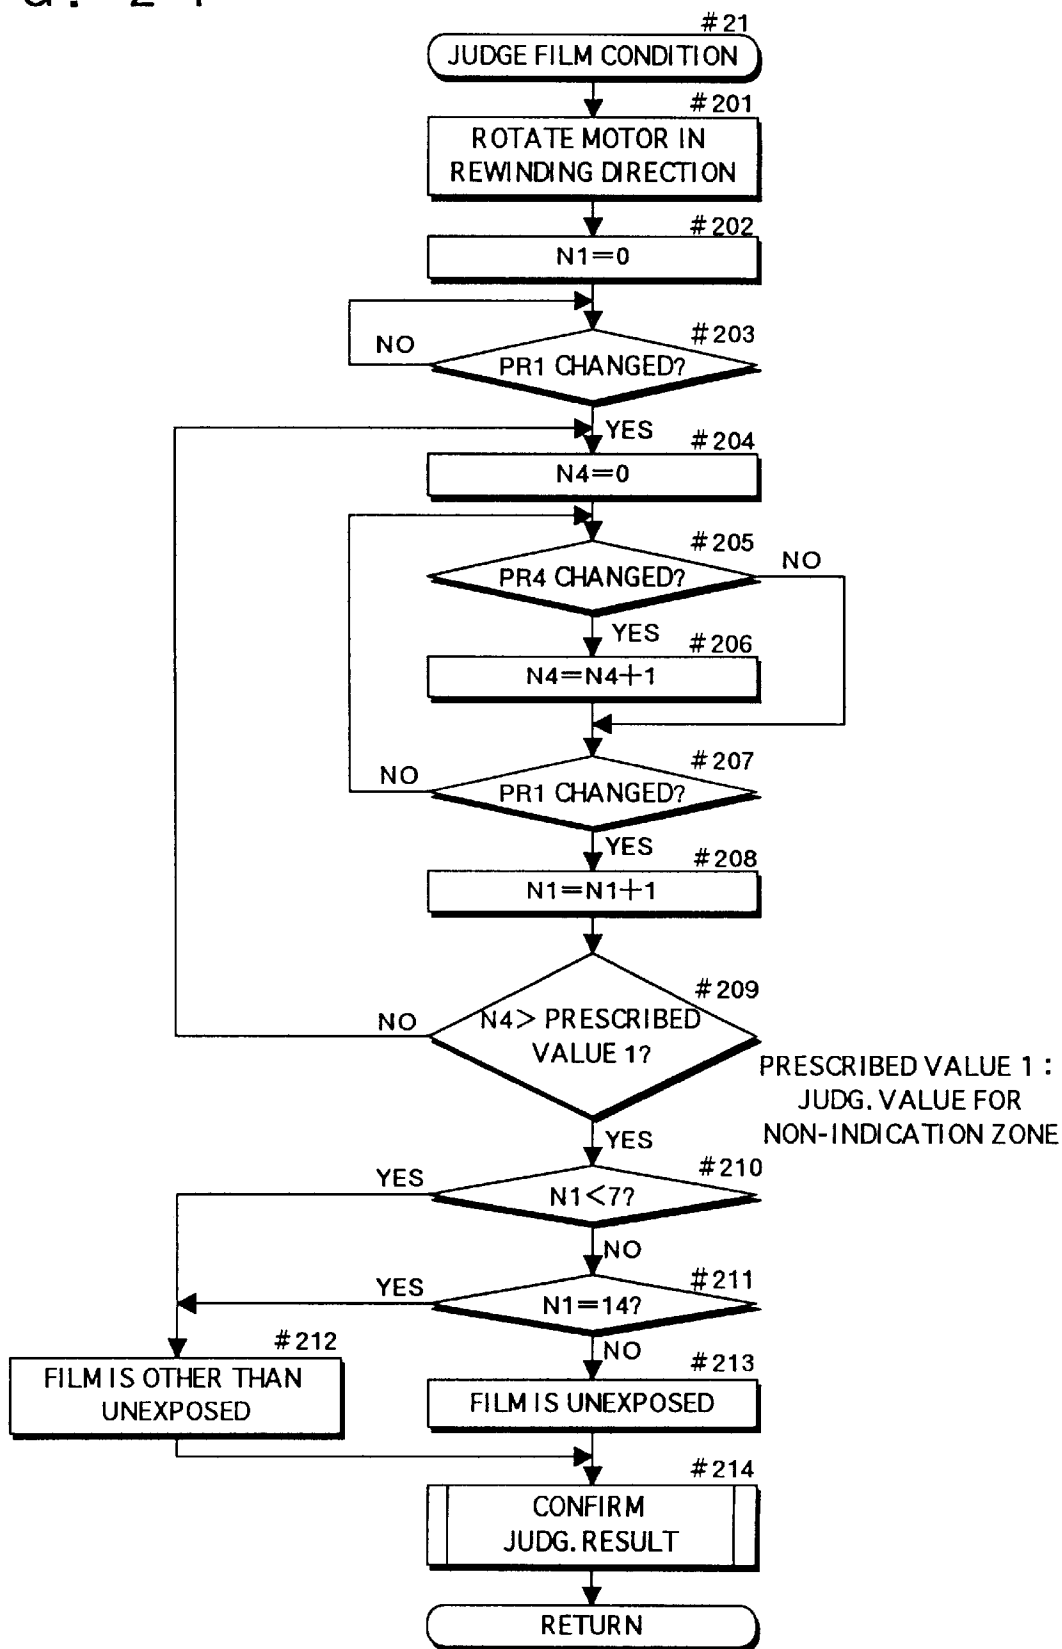 #21
JUDGE FILM CONDITION
#201
ROTATE MOTOR IN
REWINDING DIRECTION
#202
N1=0
#203
NO
PR1 CHANGED?
YES
#204
N4=0
#205
NO
PR4 CHANGED?
YES
#206
N4=N4+1
#207
NO
PR1 CHANGED?
YES
#208
N1=N1+1
#209
NO
N4> PRESCRIBED
VALUE 1?
PRESCRIBED VALUE 1 :
JUDG. VALUE FOR
NON-INDICATION ZONE
YES
#210
YES
N1<7?
NO
#211
YES
N1=14?
NO
#212
FILM IS OTHER THAN
UNEXPOSED
#213
FILM IS UNEXPOSED
#214
CONFIRM
JUDG. RESULT
RETURN